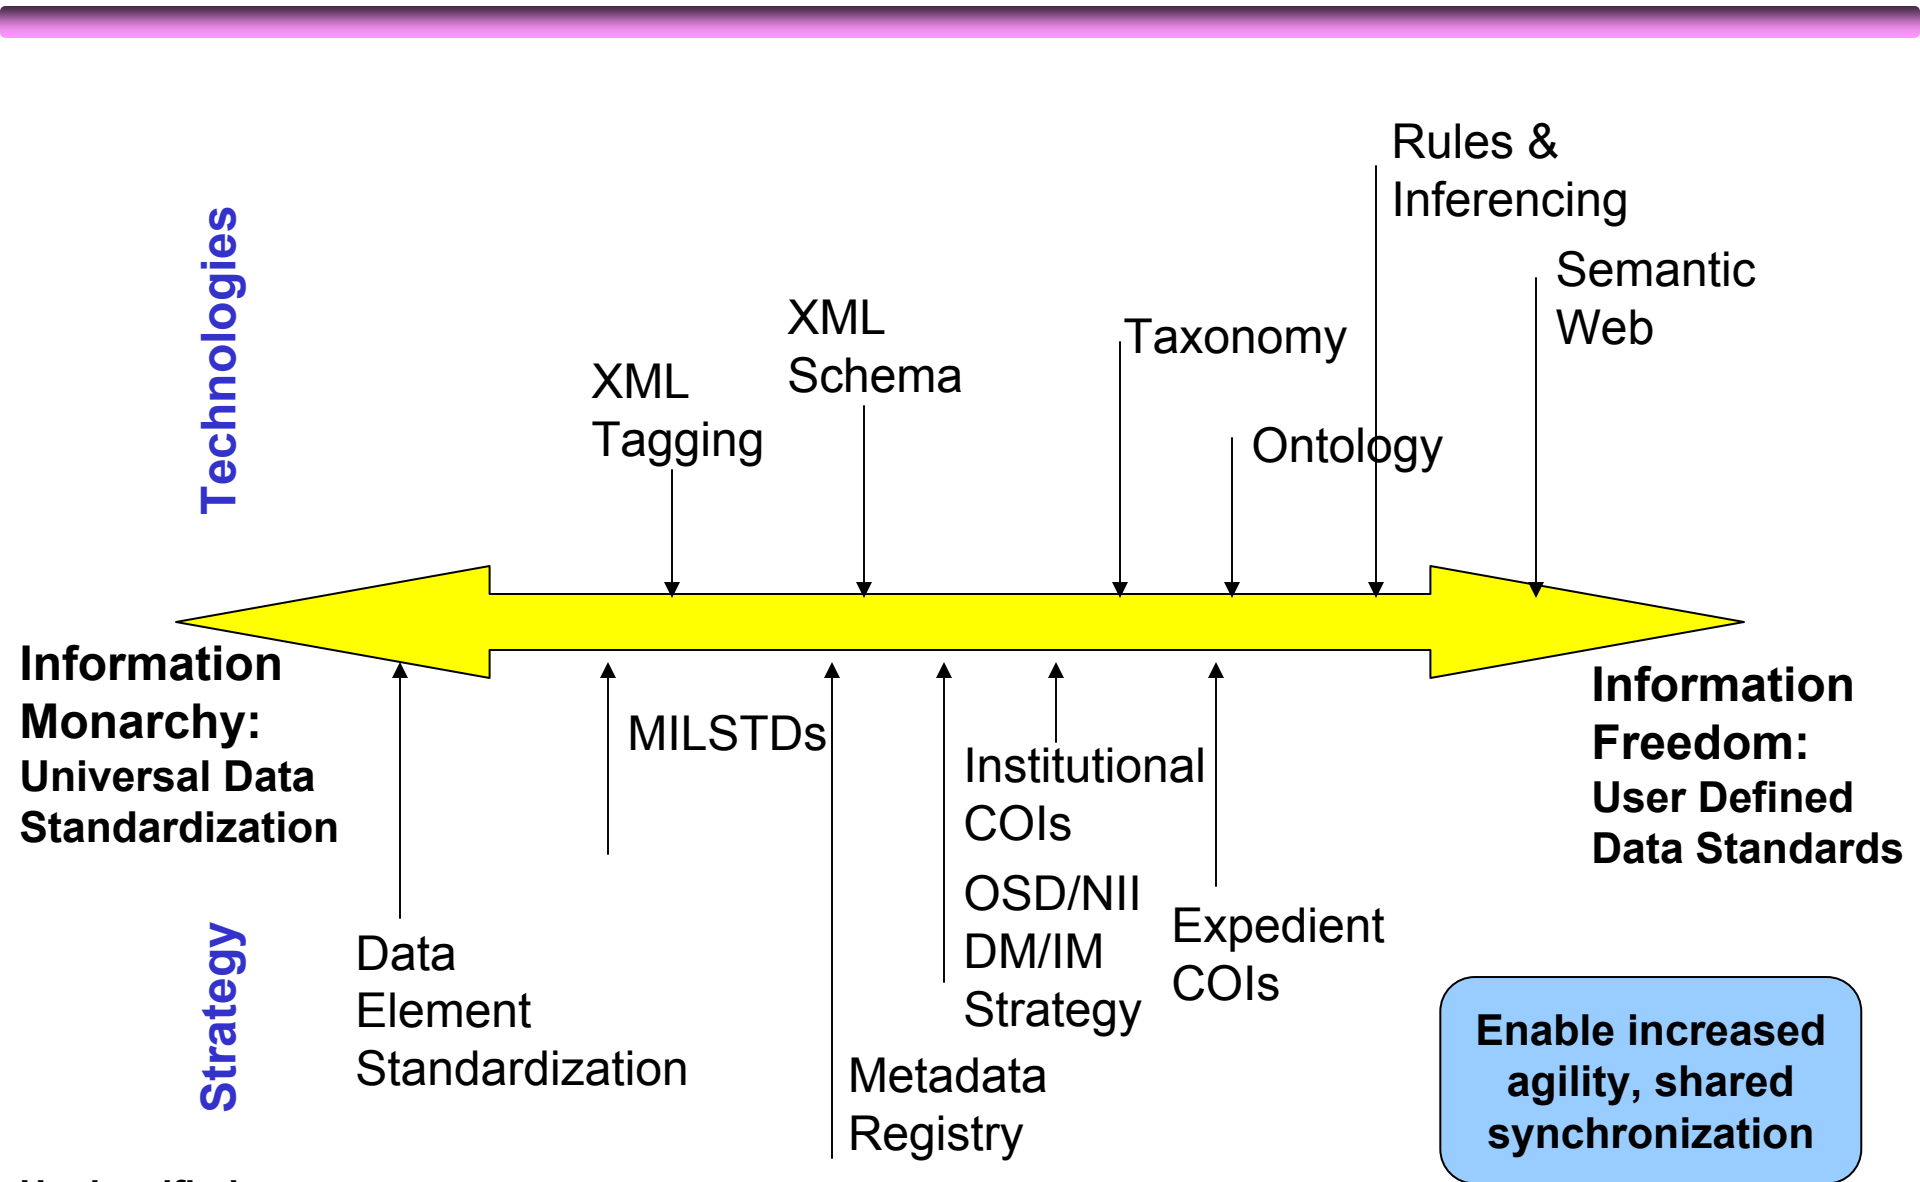 Rules &
Inferencing
Technologies
Semantic
Web
XML
Schema
Taxonomy
XML
Tagging
Ontology
Information
Monarchy:
Universal Data
Standardization
MILSTDs
Institutional
COIs
Information
Freedom:
User Defined
Data Standards
OSD/NII
DM/IM
Strategy
Expedient
COIs
Strategy
Data
Element
Standardization
Metadata
Registry
Enable increased
agility, shared
synchronization